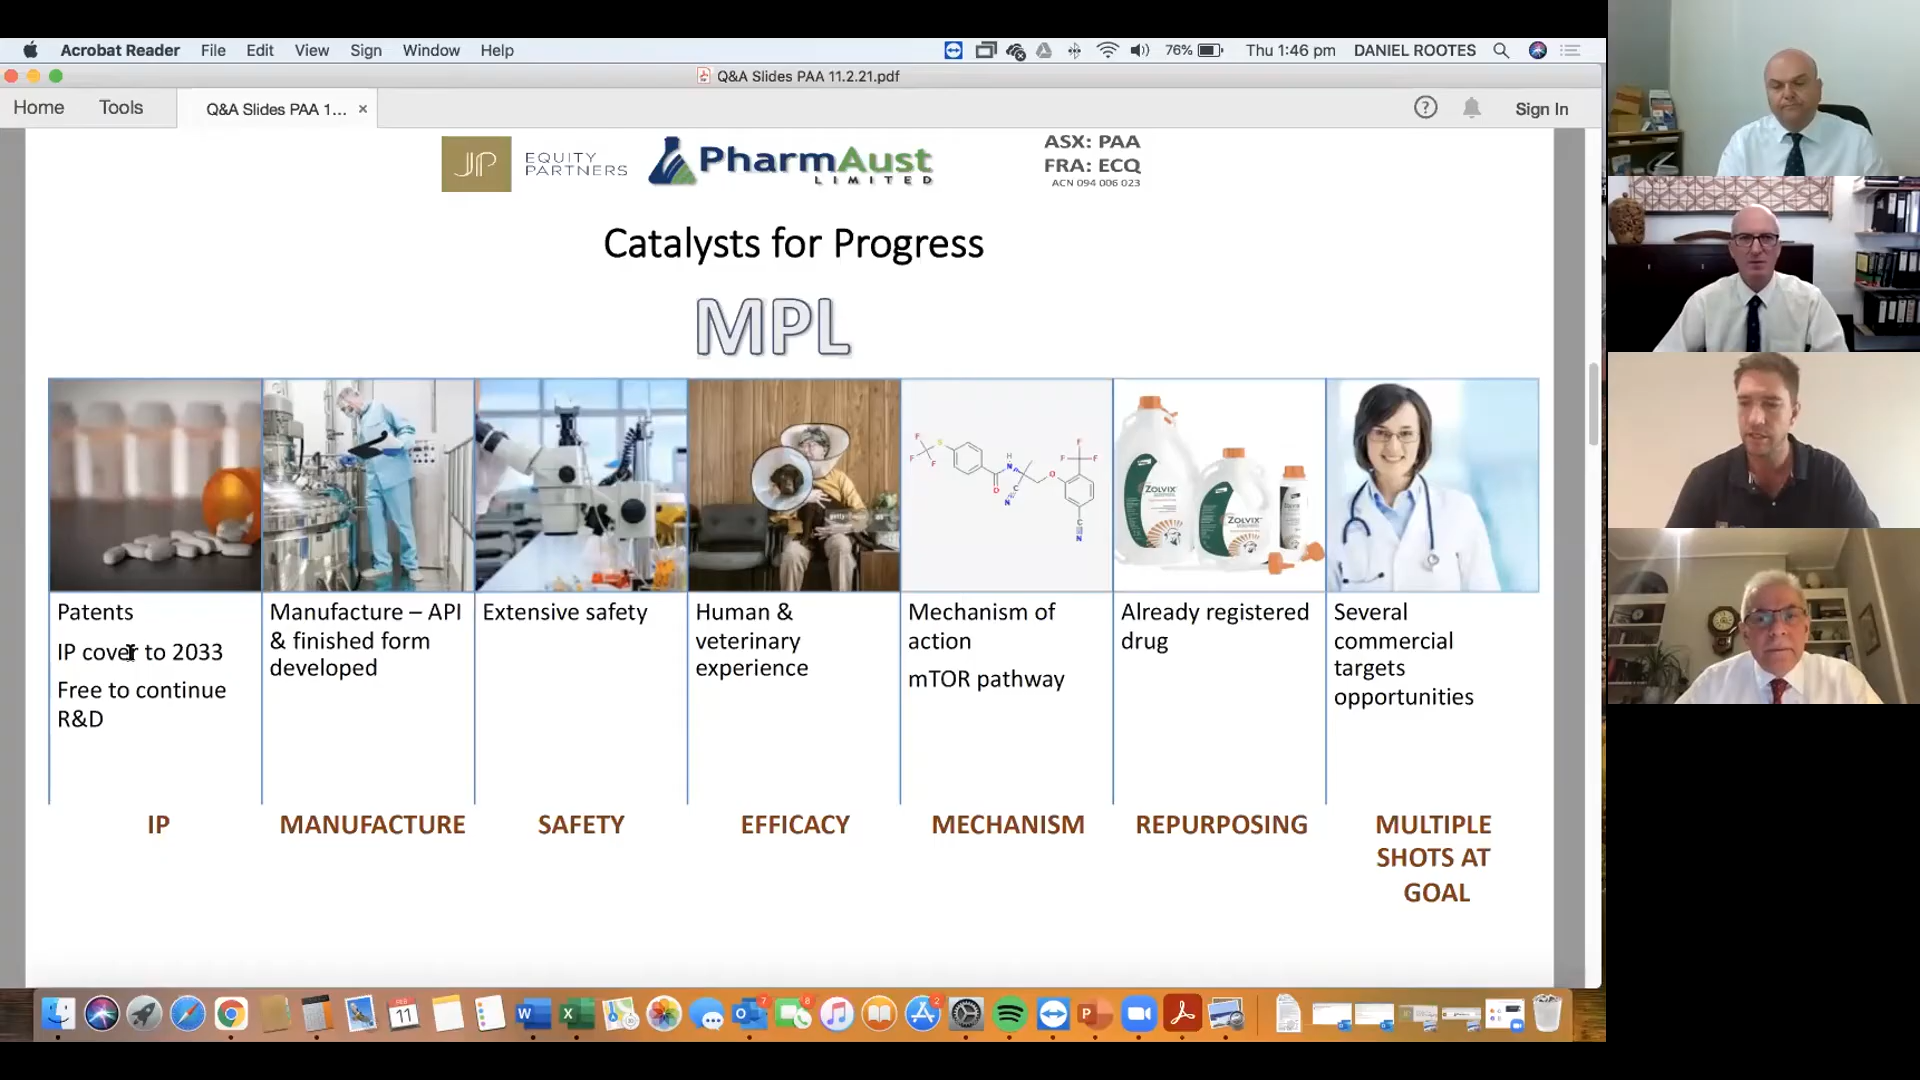 Acrobat Reader File Edit View Sign Window Help 76% Thu 1:46 pm DANIEL ROOTES
Q&A Slides PAA 11.2.21.pdf
Home Tools Q&A Slides PAA 1... × ? Sign In
JP EQUITY PARTNERS
PharmAust
LIMITED
ASX: PAA
FRA: ECQ
ACN 094 006 023
Catalysts for Progress
MPL
ZOLVIX
ZOLVIX
Patents
IP cover to 2033
Free to continue
R&D
Manufacture – API
& finished form
developed
Extensive safety
Human &
veterinary
experience
Mechanism of
action
mTOR pathway
Already registered
drug
Several
commercial
targets
opportunities
IP
MANUFACTURE
SAFETY
EFFICACY
MECHANISM
REPURPOSING
MULTIPLE
SHOTS AT
GOAL